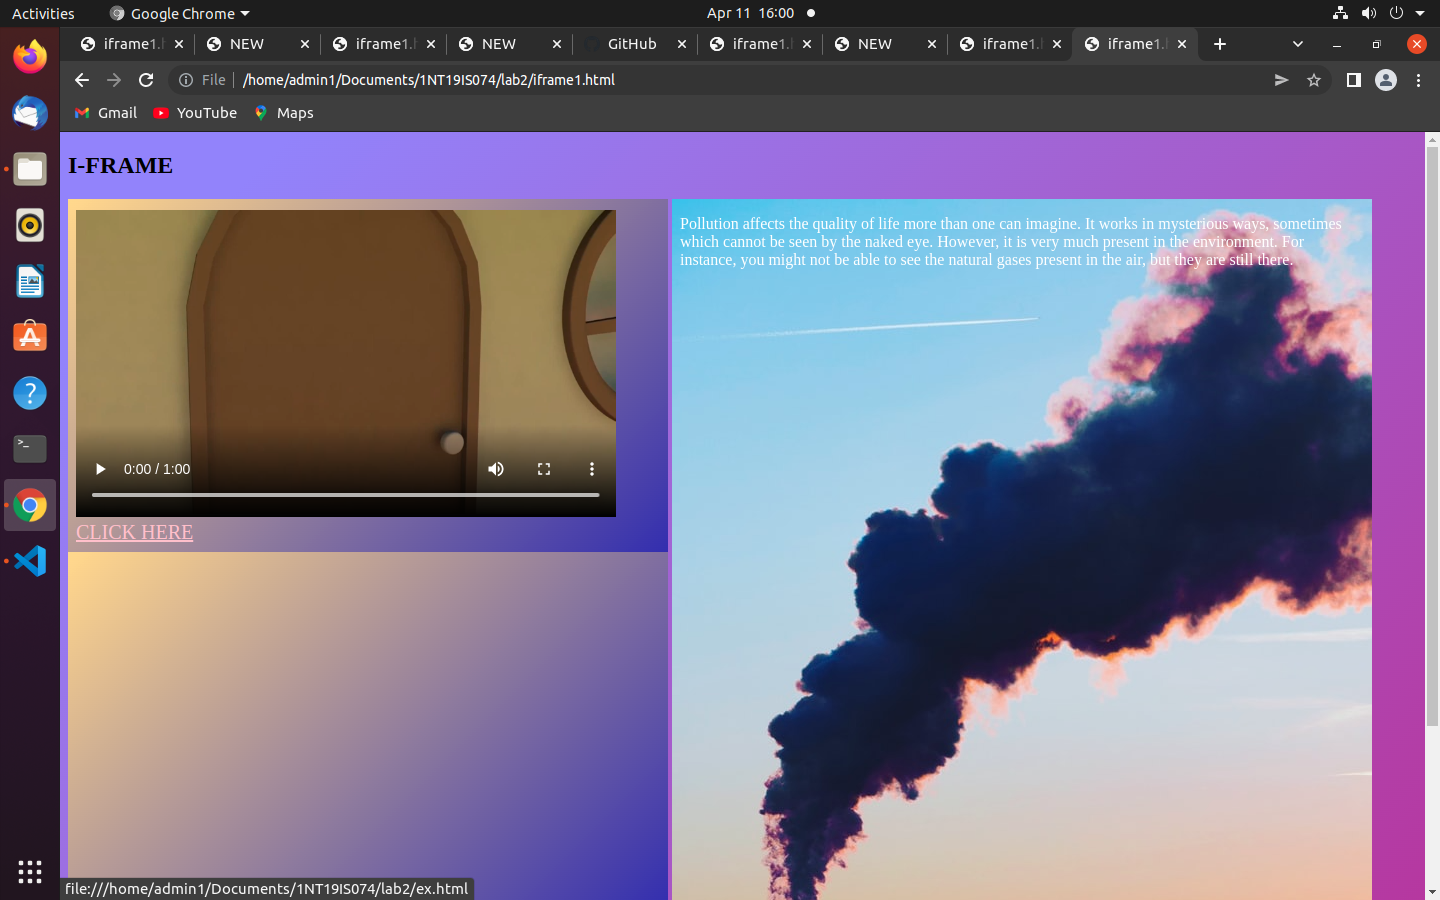 Activities
Google Chrome
Apr 11 16:00
iframe1.h
NEW
iframe1.h
NEW
GitHub
iframe1.h
NEW
iframe1.h
iframe1.h
File
/home/admin1/Documents/1NT19IS074/lab2/iframe1.html
Gmail
YouTube
Maps
I-FRAME
0:00 / 1:00
CLICK HERE
Pollution affects the quality of life more than one can imagine. It works in mysterious ways, sometimes
which cannot be seen by the naked eye. However, it is very much present in the environment. For
instance, you might not be able to see the natural gases present in the air, but they are still there.
file:///home/admin1/Documents/1NT19IS074/lab2/ex.html